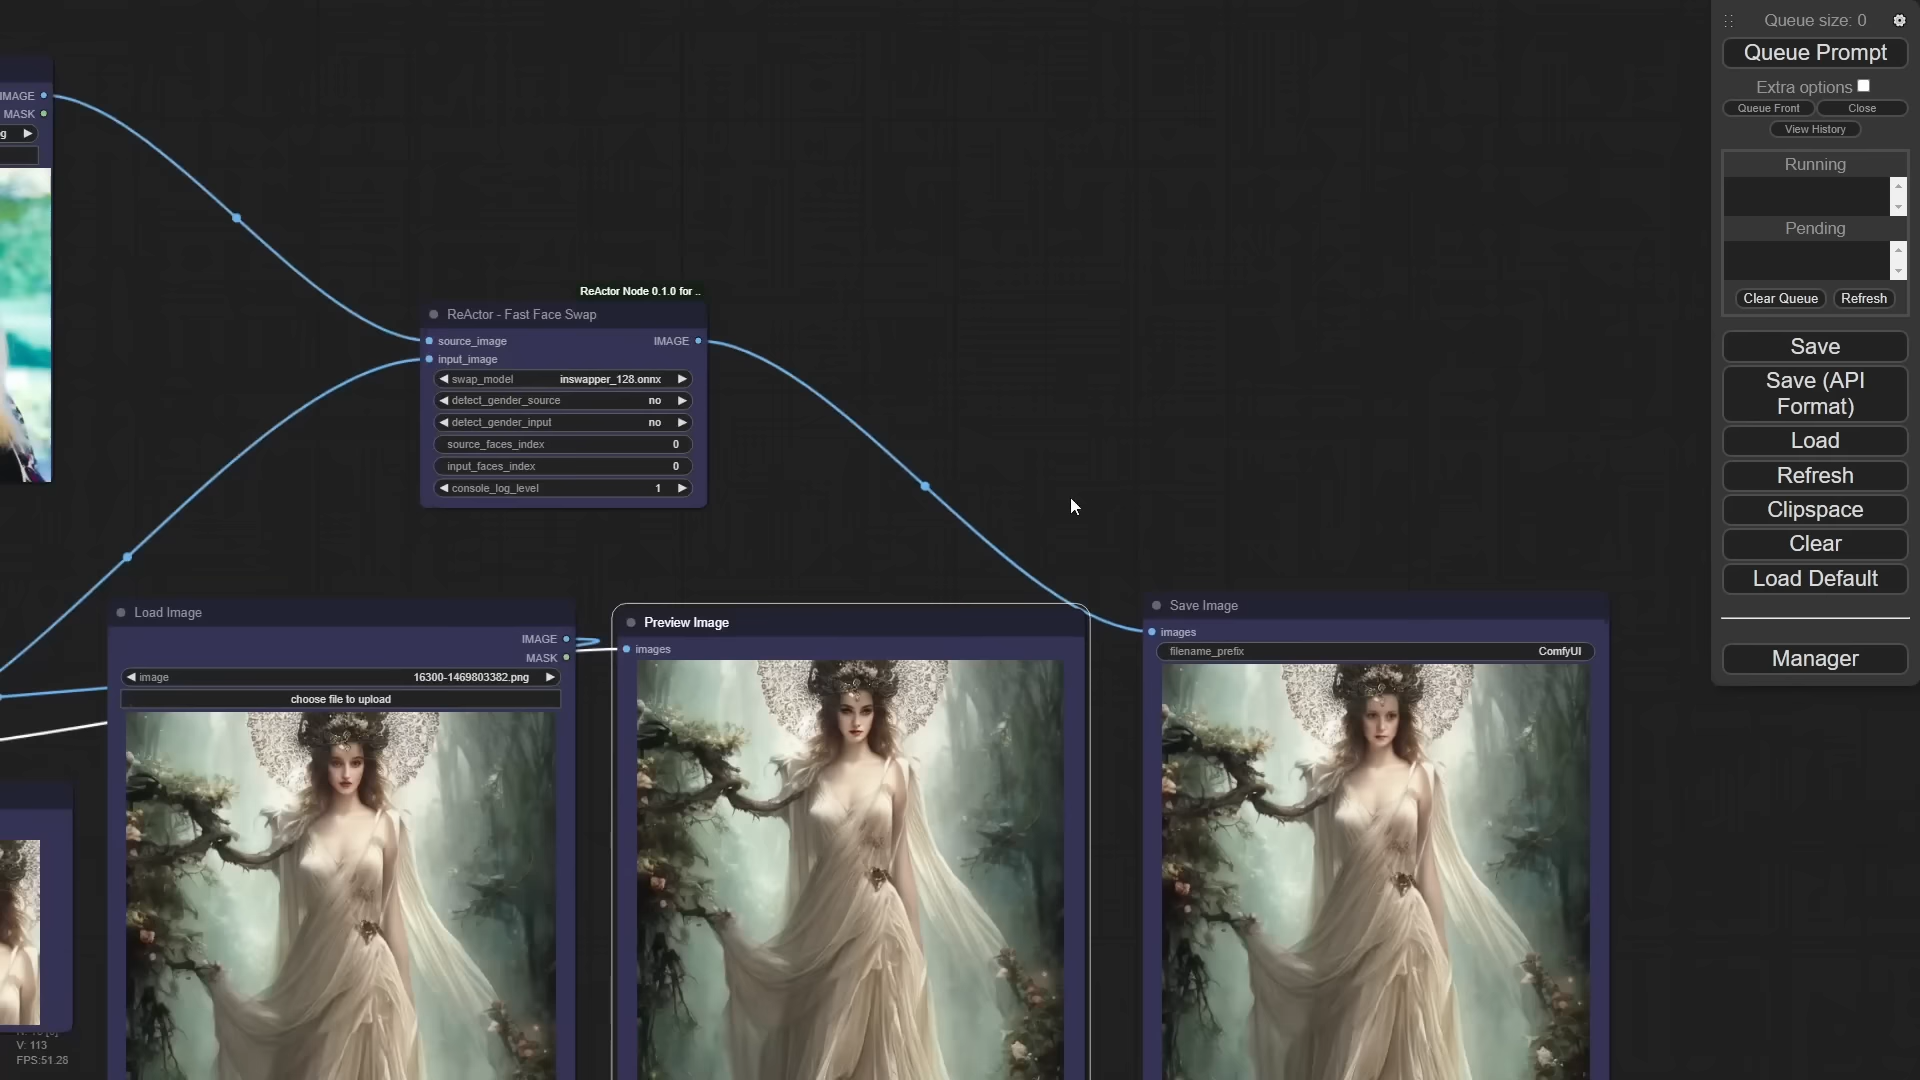 Queue size: 0
Queue Prompt
Extra options
Queue Front
Close
View History
Running
Pending
Clear Queue
Refresh
Save
Save (API
Format)
Load
Refresh
Clipspace
Clear
Load Default
Manager
IMAGE
MASK
g
ReActor Node 0.1.0 for ..
ReActor - Fast Face Swap
source_image IMAGE
input_image
swap_model inswapper_128.onnx
detect_gender_source no
detect_gender_input no
source_faces_index 0
input_faces_index 0
console_log_level 1
Load Image
IMAGE
MASK
image 16300-1469803382.png
choose file to upload
Preview Image
images
Save Image
images
filename_prefix ComfyUI
V: 113
FPS:51.28